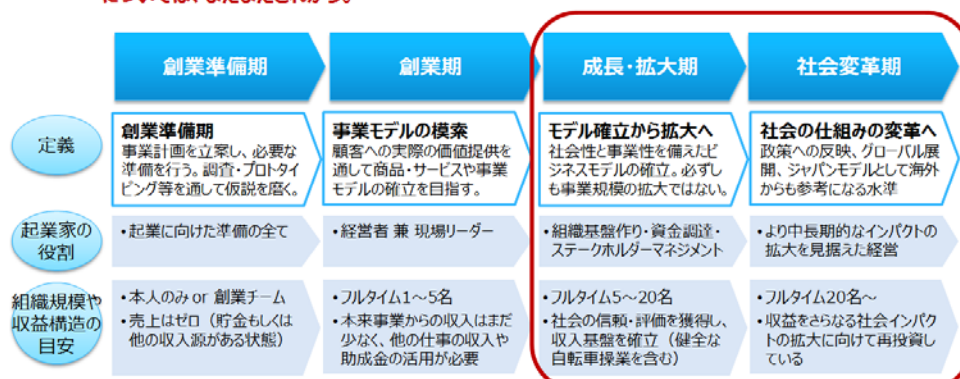 創業準備期
創業期
成長・拡大期
社会変革期
定義
創業準備期
事業計画を立案し、必要な
準備を行う。調査・プロトタイ
ピング等を通して仮説を磨く。
事業モデルの模索
顧客への実際の価値提供を
通して商品・サービスや事業
モデルの確立を目指す。
モデル確立から拡大へ
社会性と事業性を備えたビ
ジネスモデルの確立。必ずし
も事業規模の拡大ではない。
社会の仕組みの変革へ
政策への反映、グローバル展
開、ジャパンモデルとして海外
からも参考になる水準
起業家の
役割
・起業に向けた準備の全て
・経営者 兼 現場リーダー
・組織基盤作り・資金調達・
ステークホルダーマネジメント
・より中長期的なインパクトの
拡大を見据えた経営
組織規模や
収益構造の
目安
・本人のみ or 創業チーム
・売上はゼロ（貯金もしくは
他の収入源がある状態）
・フルタイム1～5名
・本来事業からの収入はまだ
少なく、他の仕事の収入や
助成金の活用が必要
・フルタイム5～20名
・社会の信頼・評価を獲得し、
収入基盤を確立（健全な
自転車操業を含む）
・フルタイム20名～
・収益をさらなる社会インパク
トの拡大に向けて再投資し
ている